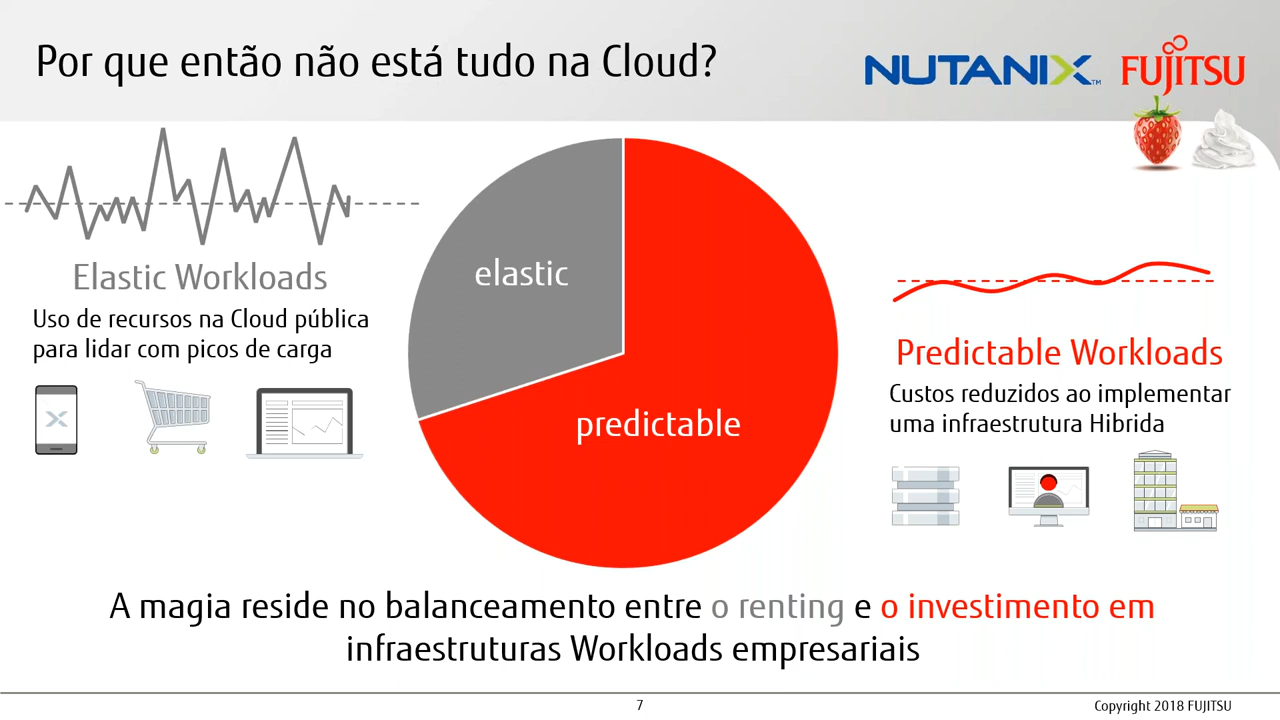 Por que então não está tudo na Cloud?
NUTANIX™
FUJITSU
Elastic Workloads
Uso de recursos na Cloud pública
para lidar com picos de carga
elastic
predictable
Predictable Workloads
Custos reduzidos ao implementar
uma infraestrutura Hibrida
A magia reside no balanceamento entre o renting e o investimento em
infraestruturas Workloads empresariais
7
Copyright 2018 FUJITSU